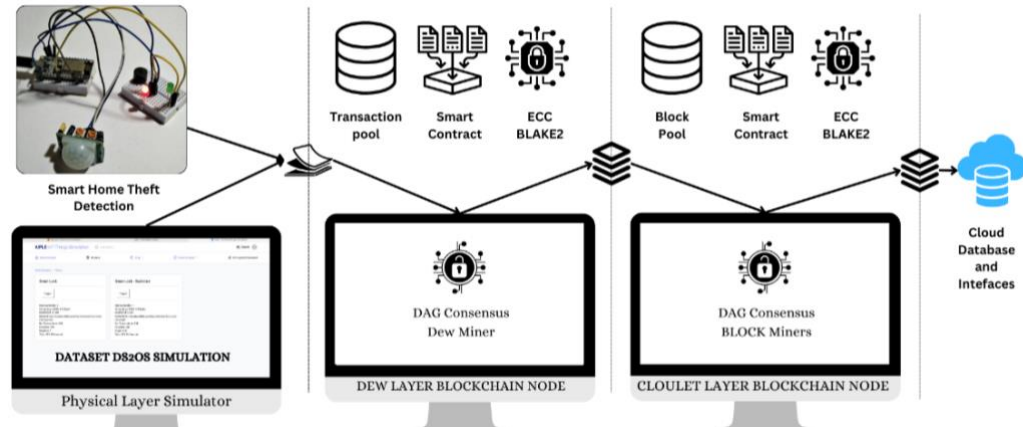 Smart Home Theft
Detection
DATASET DS2OS SIMULATION
Physical Layer Simulator
Transaction
pool
Smart
Contract
ECC
BLAKE2
DAG Consensus
Dew Miner
DEW LAYER BLOCKCHAIN NODE
Block
Pool
Smart
Contract
ECC
BLAKE2
DAG Consensus
BLOCK Miners
CLOULET LAYER BLOCKCHAIN NODE
Cloud
Database
and
Intefaces